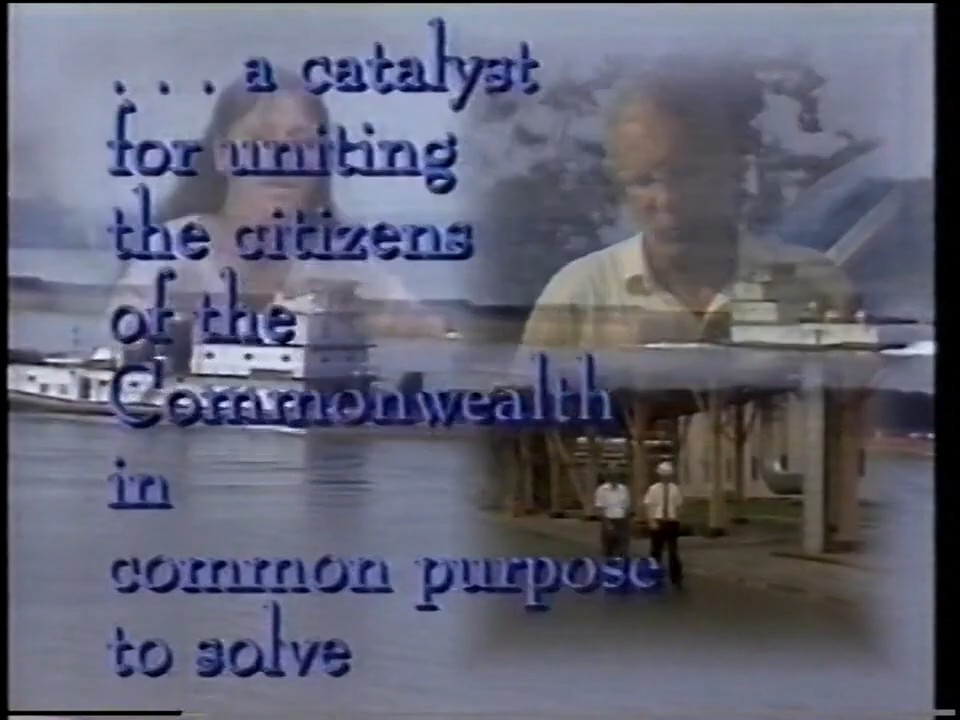 . . . a catalyst
for uniting
the citizens
of the
Commonwealth
in
common purpose
to solve